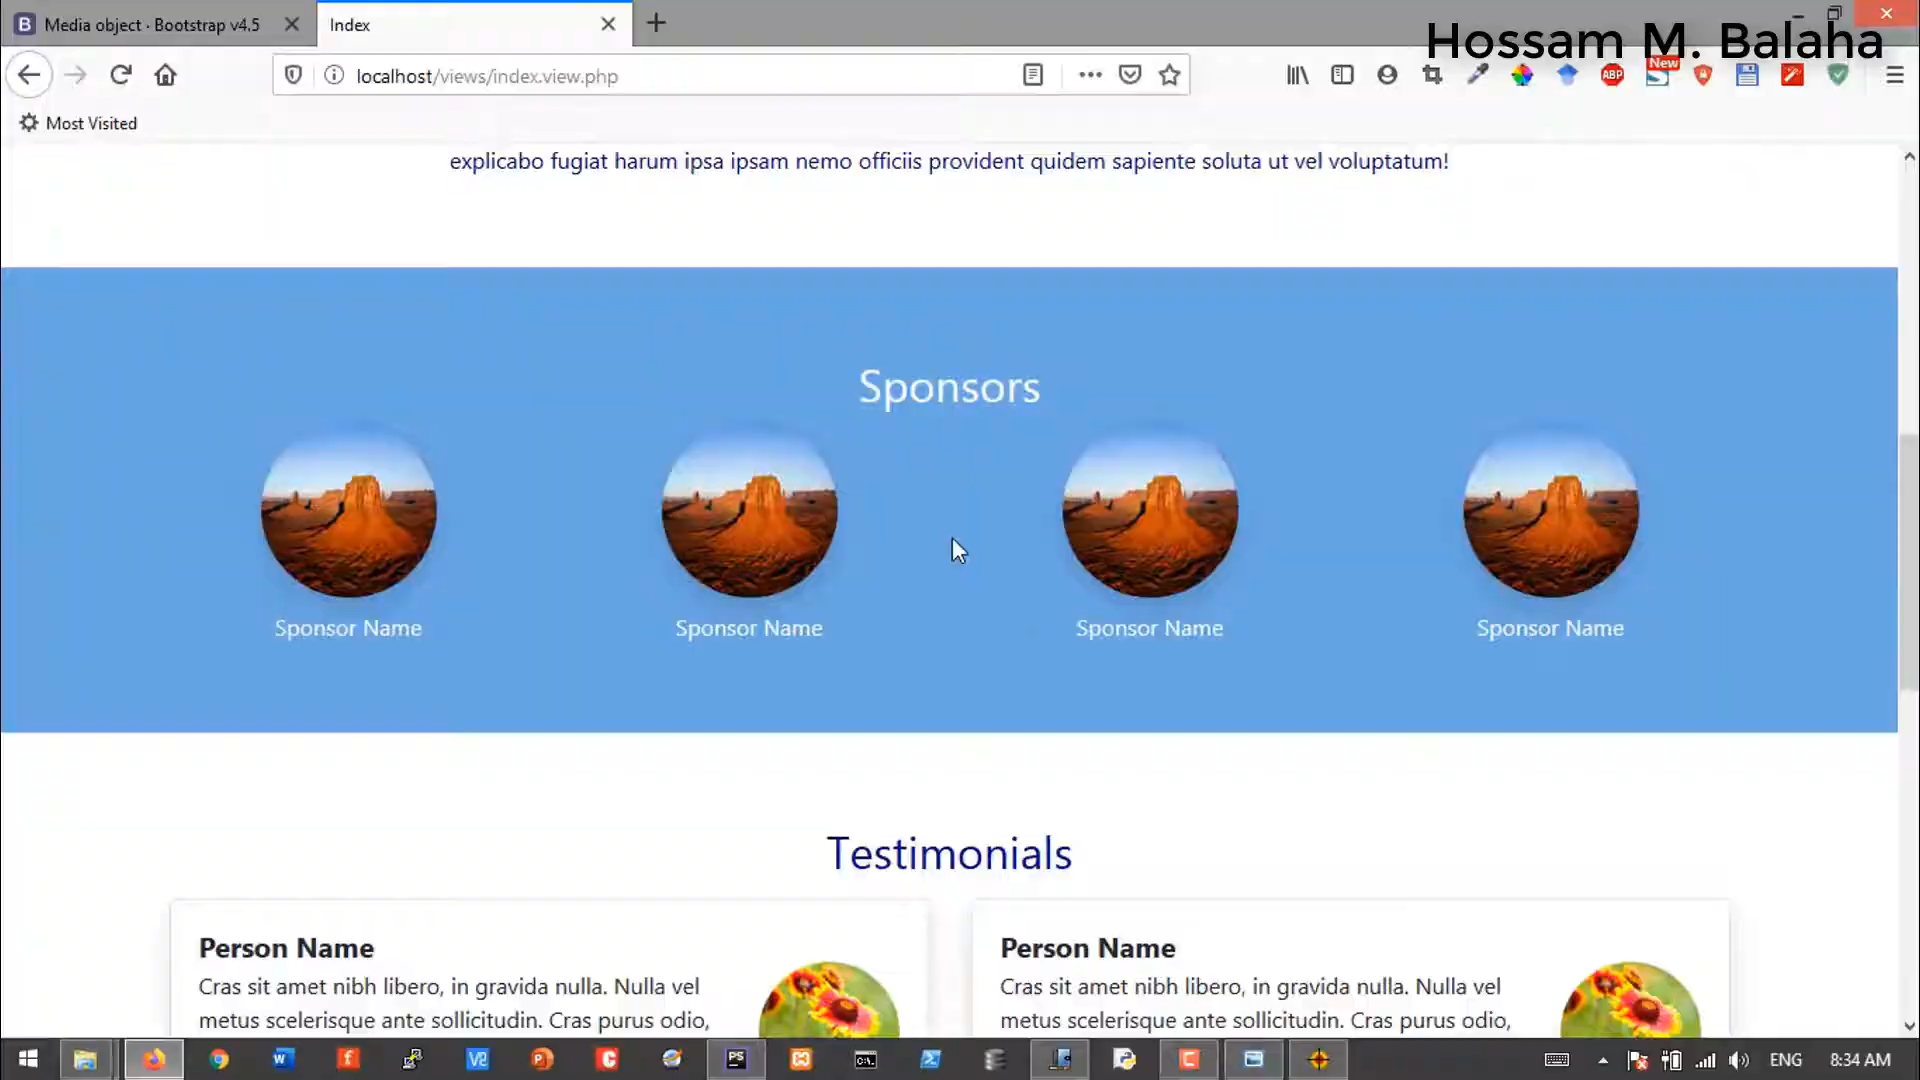 Media object · Bootstrap v4.5
Index
Hossam M. Balaha
localhost/views/index.view.php
ABP
New
Most Visited
explicabo fugiat harum ipsa ipsam nemo officiis provident quidem sapiente soluta ut vel voluptatum!
Sponsors
Sponsor Name
Sponsor Name
Sponsor Name
Sponsor Name
Testimonials
Person Name
Cras sit amet nibh libero, in gravida nulla. Nulla vel
metus scelerisque ante sollicitudin. Cras purus odio,
Person Name
Cras sit amet nibh libero, in gravida nulla. Nulla vel
metus scelerisque ante sollicitudin. Cras purus odio,
ENG
8:34 AM